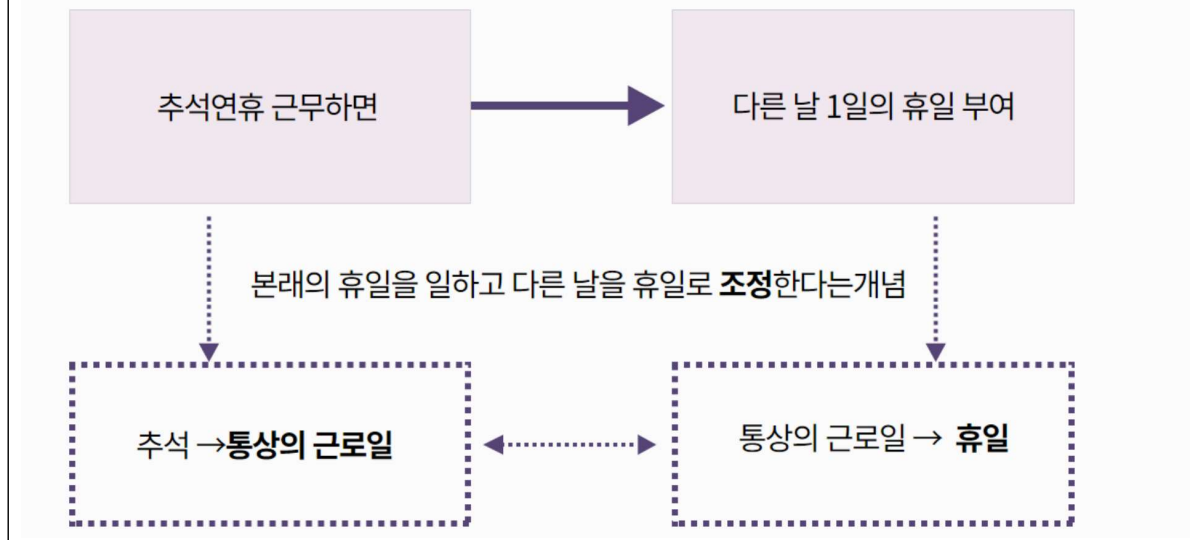 추석연휴 근무하면
다른 날 1일의 휴일 부여
본래의 휴일을 일하고 다른 날을 휴일로 조정한다는개념
추석 →통상의 근로일
통상의 근로일 → 휴일